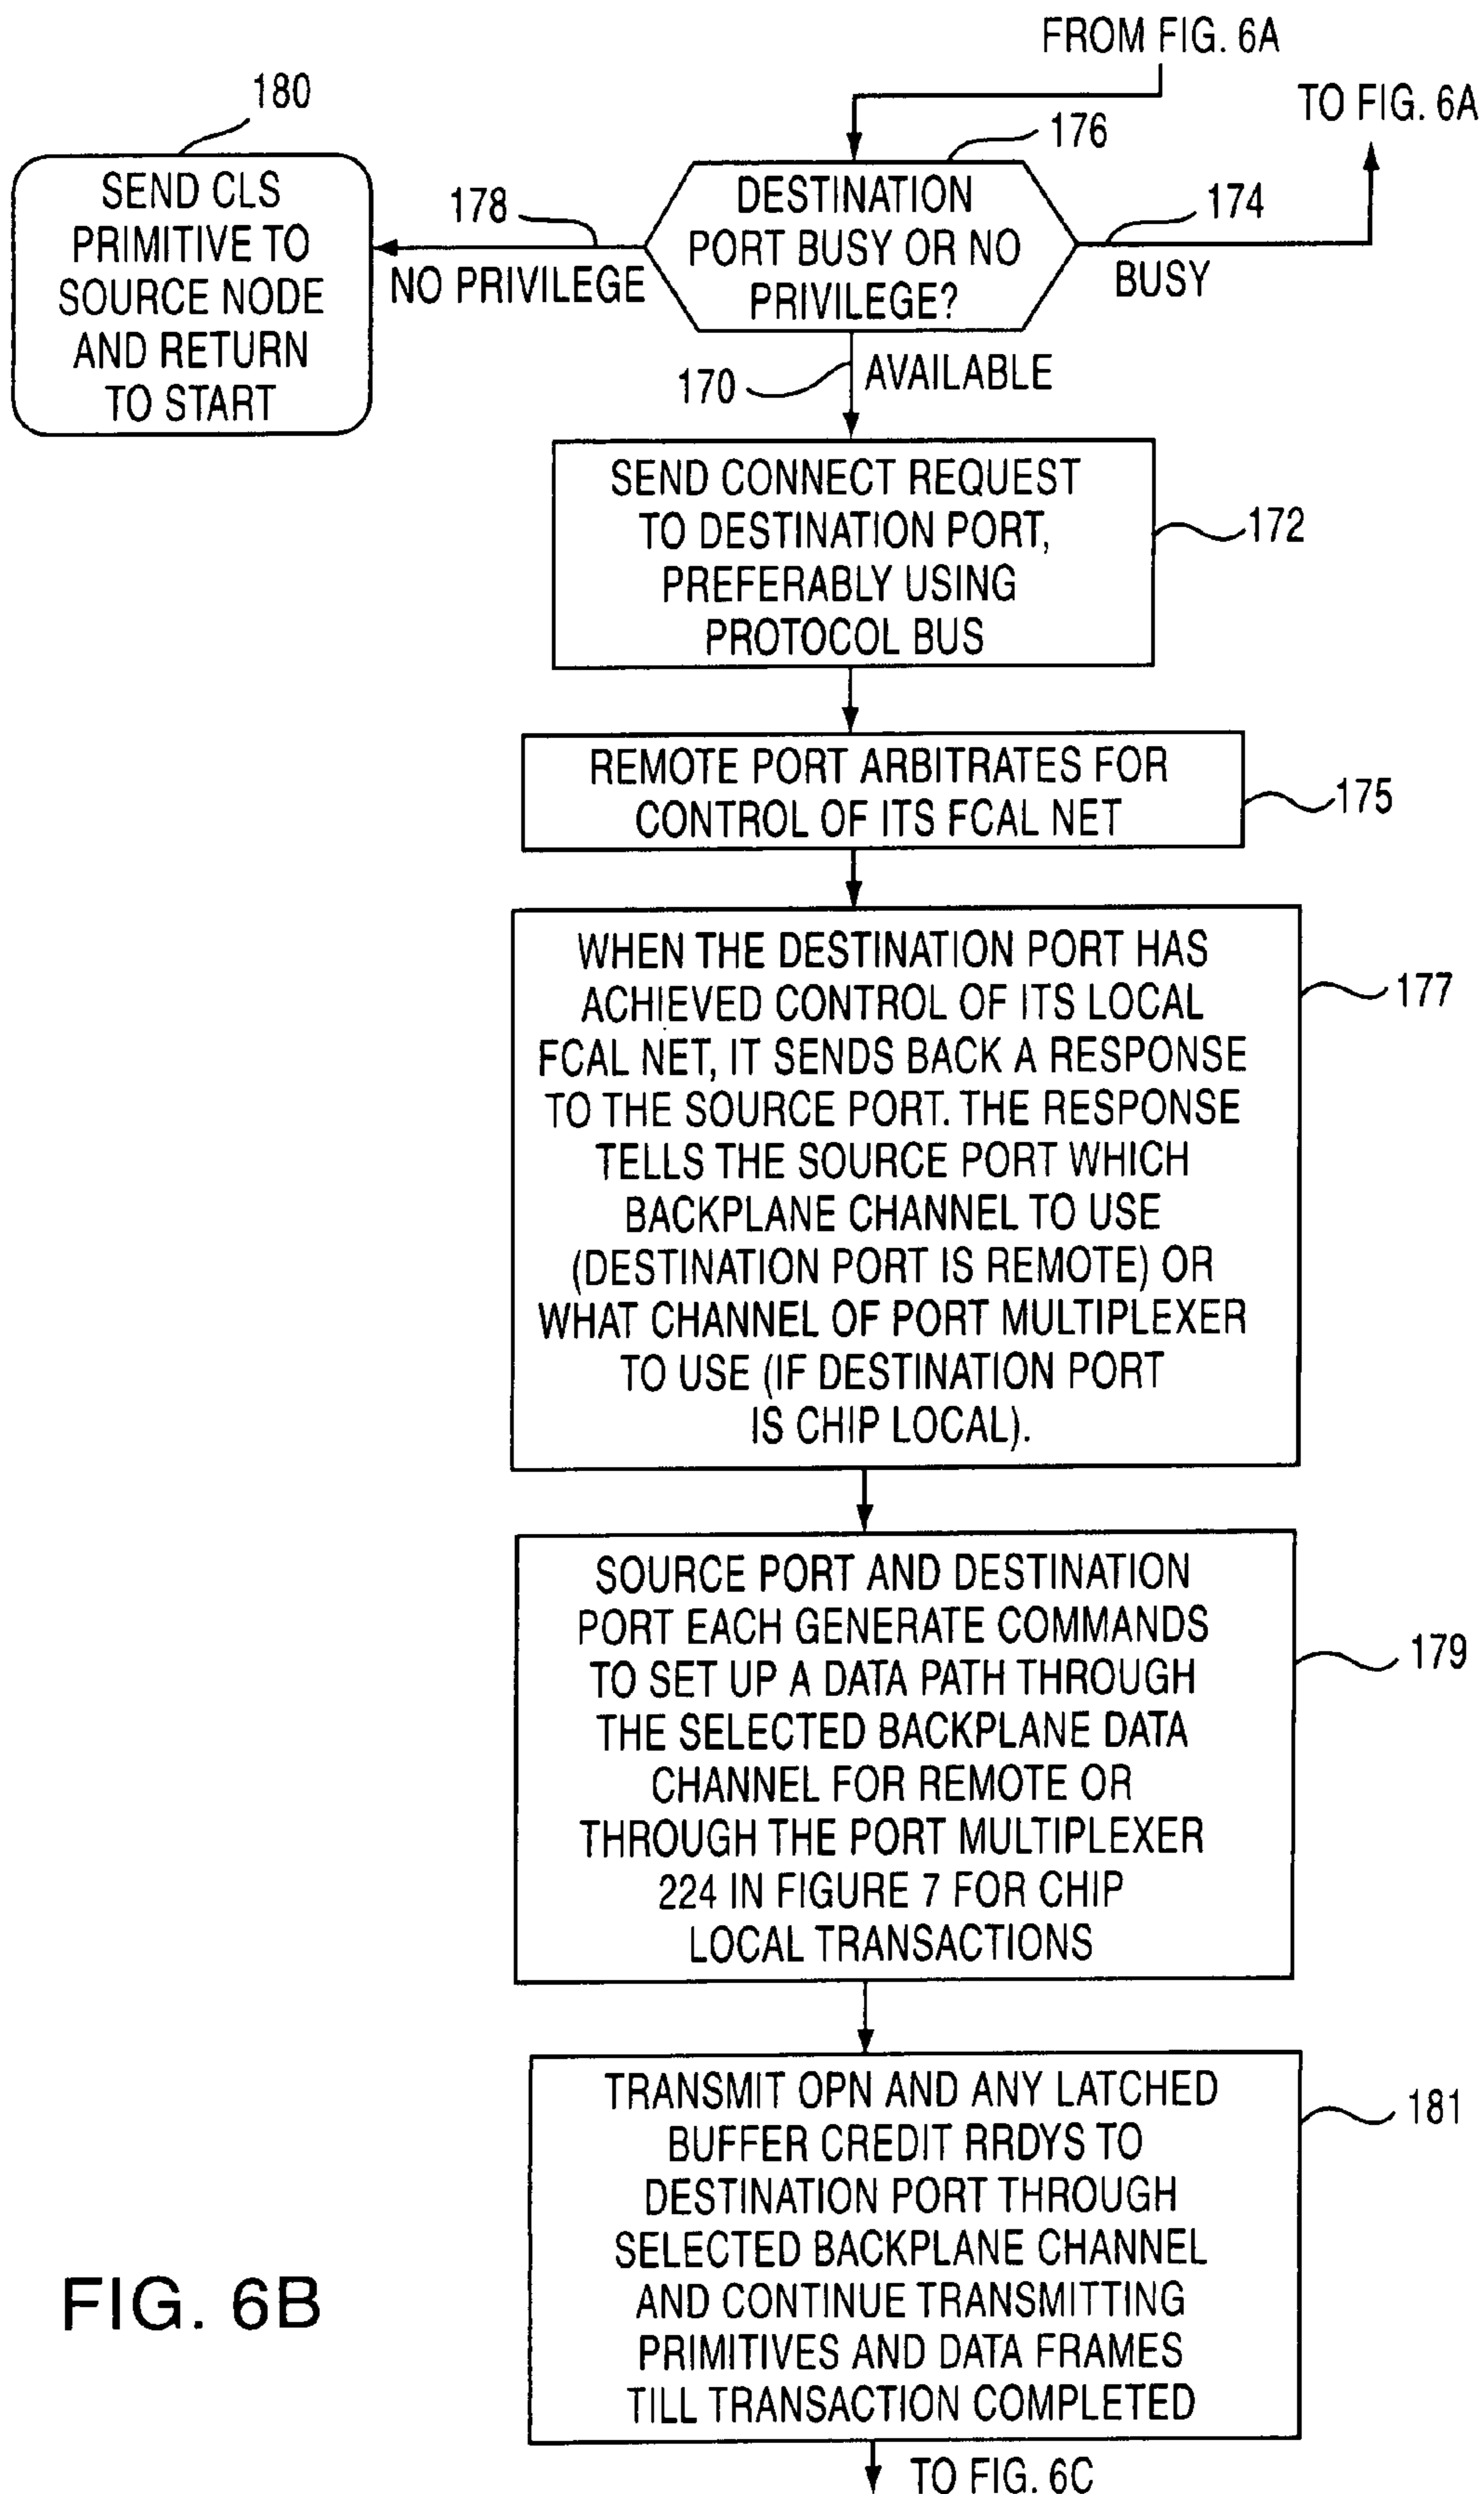 FROM FIG. 6A
TO FIG. 6A
180
176
SEND CLS
PRIMITIVE TO
SOURCE NODE
AND RETURN
TO START
178
NO PRIVILEGE
DESTINATION
PORT BUSY OR NO
PRIVILEGE?
174
BUSY
170
AVAILABLE
SEND CONNECT REQUEST
TO DESTINATION PORT,
PREFERABLY USING
PROTOCOL BUS
172
REMOTE PORT ARBITRATES FOR
CONTROL OF ITS FCAL NET
175
WHEN THE DESTINATION PORT HAS
ACHIEVED CONTROL OF ITS LOCAL
FCAL NET, IT SENDS BACK A RESPONSE
TO THE SOURCE PORT. THE RESPONSE
TELLS THE SOURCE PORT WHICH
BACKPLANE CHANNEL TO USE
(DESTINATION PORT IS REMOTE) OR
WHAT CHANNEL OF PORT MULTIPLEXER
TO USE (IF DESTINATION PORT
IS CHIP LOCAL).
177
SOURCE PORT AND DESTINATION
PORT EACH GENERATE COMMANDS
TO SET UP A DATA PATH THROUGH
THE SELECTED BACKPLANE DATA
CHANNEL FOR REMOTE OR
THROUGH THE PORT MULTIPLEXER
224 IN FIGURE 7 FOR CHIP
LOCAL TRANSACTIONS
179
TRANSMIT OPN AND ANY LATCHED
BUFFER CREDIT RRDYS TO
DESTINATION PORT THROUGH
SELECTED BACKPLANE CHANNEL
AND CONTINUE TRANSMITTING
PRIMITIVES AND DATA FRAMES
TILL TRANSACTION COMPLETED
181
TO FIG. 6C
FIG. 6B